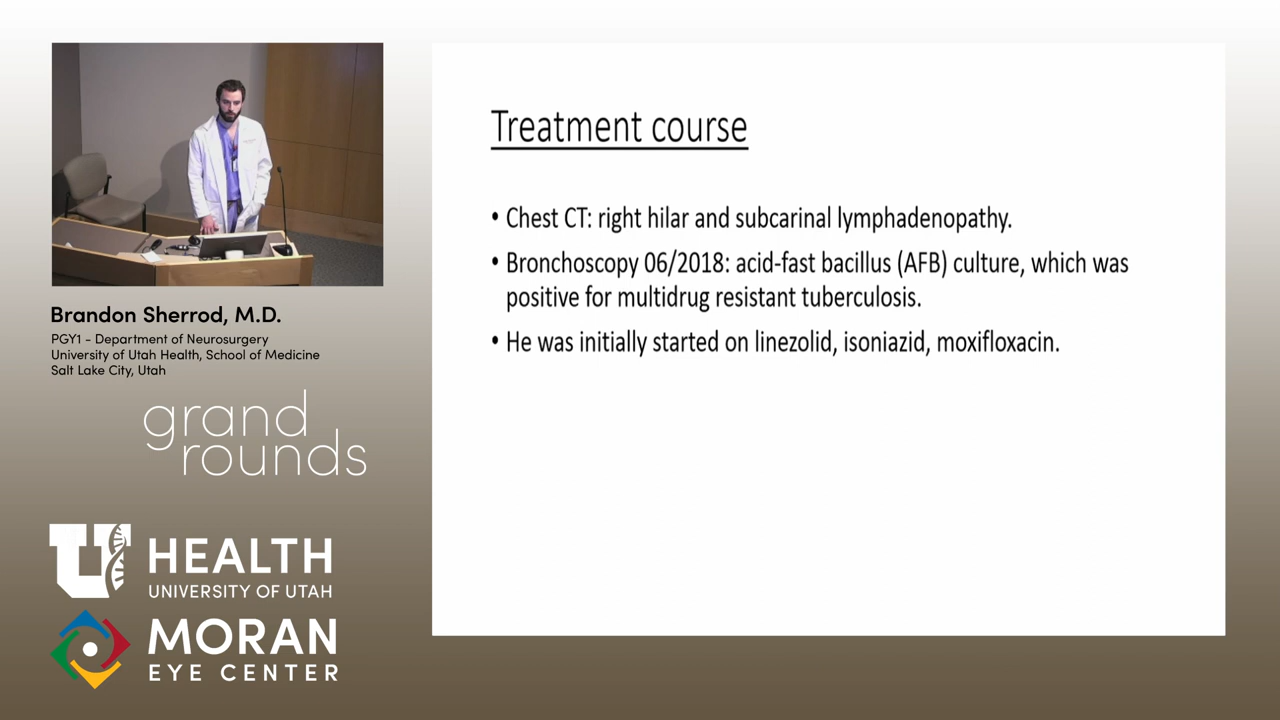 Treatment course
• Chest CT: right hilar and subcarinal lymphadenopathy.
• Bronchoscopy 06/2018: acid-fast bacillus (AFB) culture, which was
positive for multidrug resistant tuberculosis.
• He was initially started on linezolid, isoniazid, moxifloxacin.
Brandon Sherrod, M.D.
PGY1 - Department of Neurosurgery
University of Utah Health, School of Medicine
Salt Lake City, Utah
grand
rounds
U HEALTH
UNIVERSITY OF UTAH
MORAN
EYE CENTER